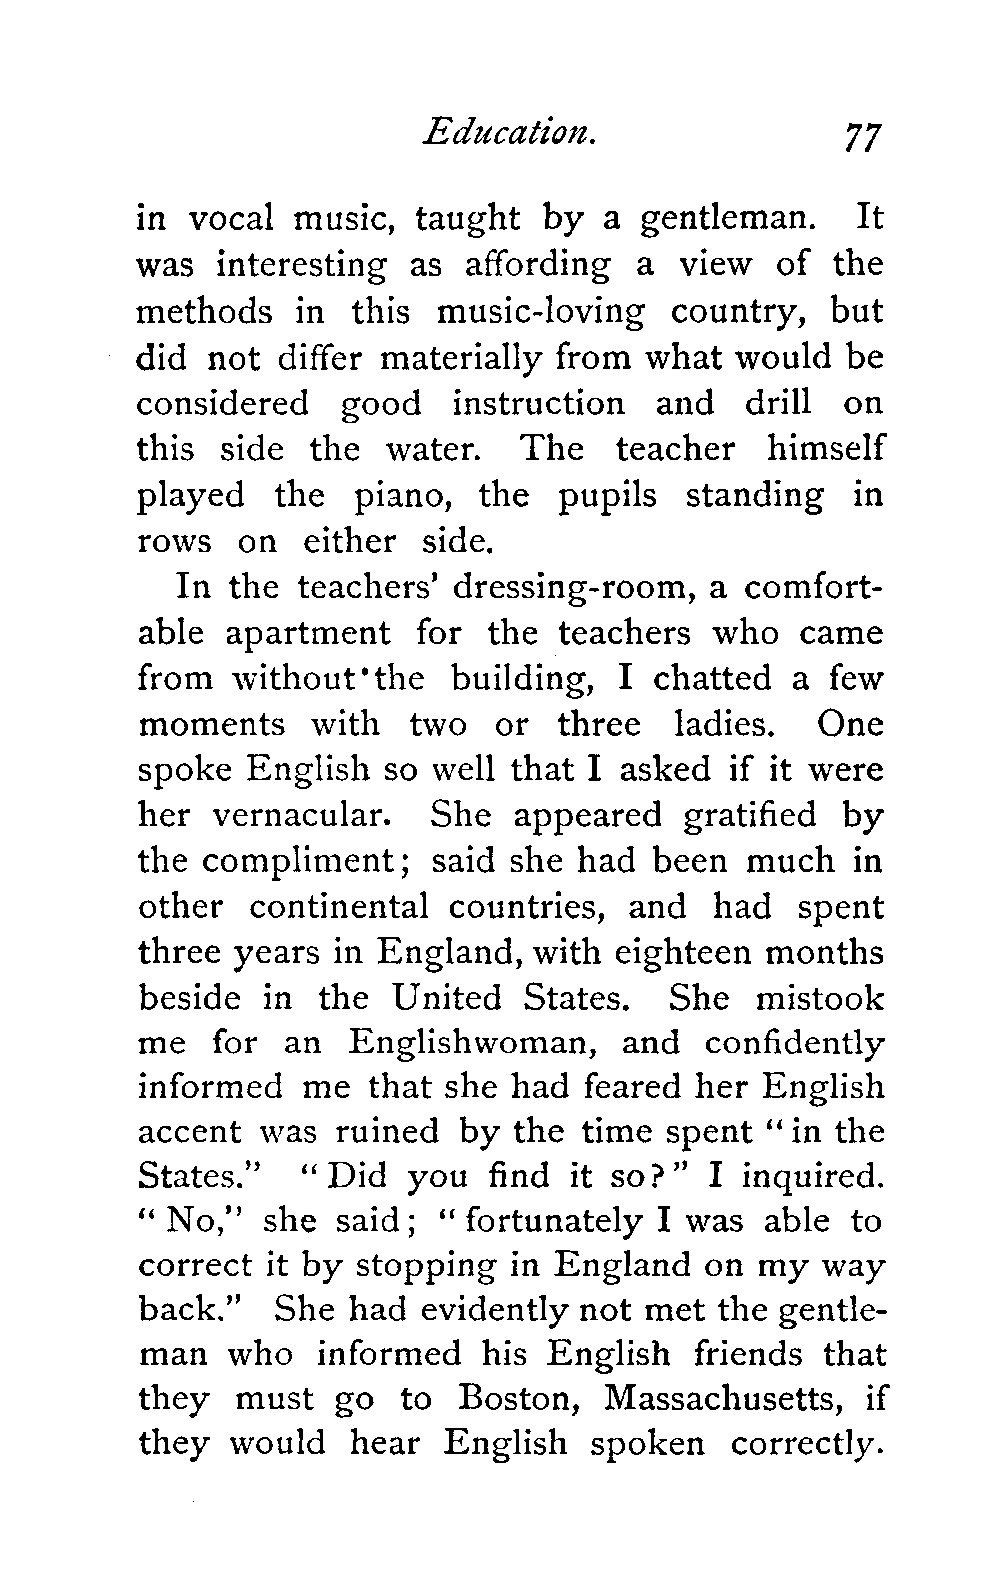 Education. 77
in vocal music, taught by a gentleman. It
was interesting as affording a view of the
methods in this music-loving country, but
did not differ materially from what would be
considered good instruction and drill on
this side the water. The teacher himself
played the piano, the pupils standing in
rows on either side.
In the teachers' dressing-room, a comfort-
able apartment for the teachers who came
from without the building, I chatted a few
moments with two or three ladies. One
spoke English so well that I asked if it were
her vernacular. She appeared gratified by
the compliment; said she had been much in
other continental countries, and had spent
three years in England, with eighteen months
beside in the United States. She mistook
me for an Englishwoman, and confidently
informed me that she had feared her English
accent was ruined by the time spent "in the
States." "Did you find it so?" I inquired.
"No," she said; "fortunately I was able to
correct it by stopping in England on my way
back." She had evidently not met the gentle-
man who informed his English friends that
they must go to Boston, Massachusetts, if
they would hear English spoken correctly.